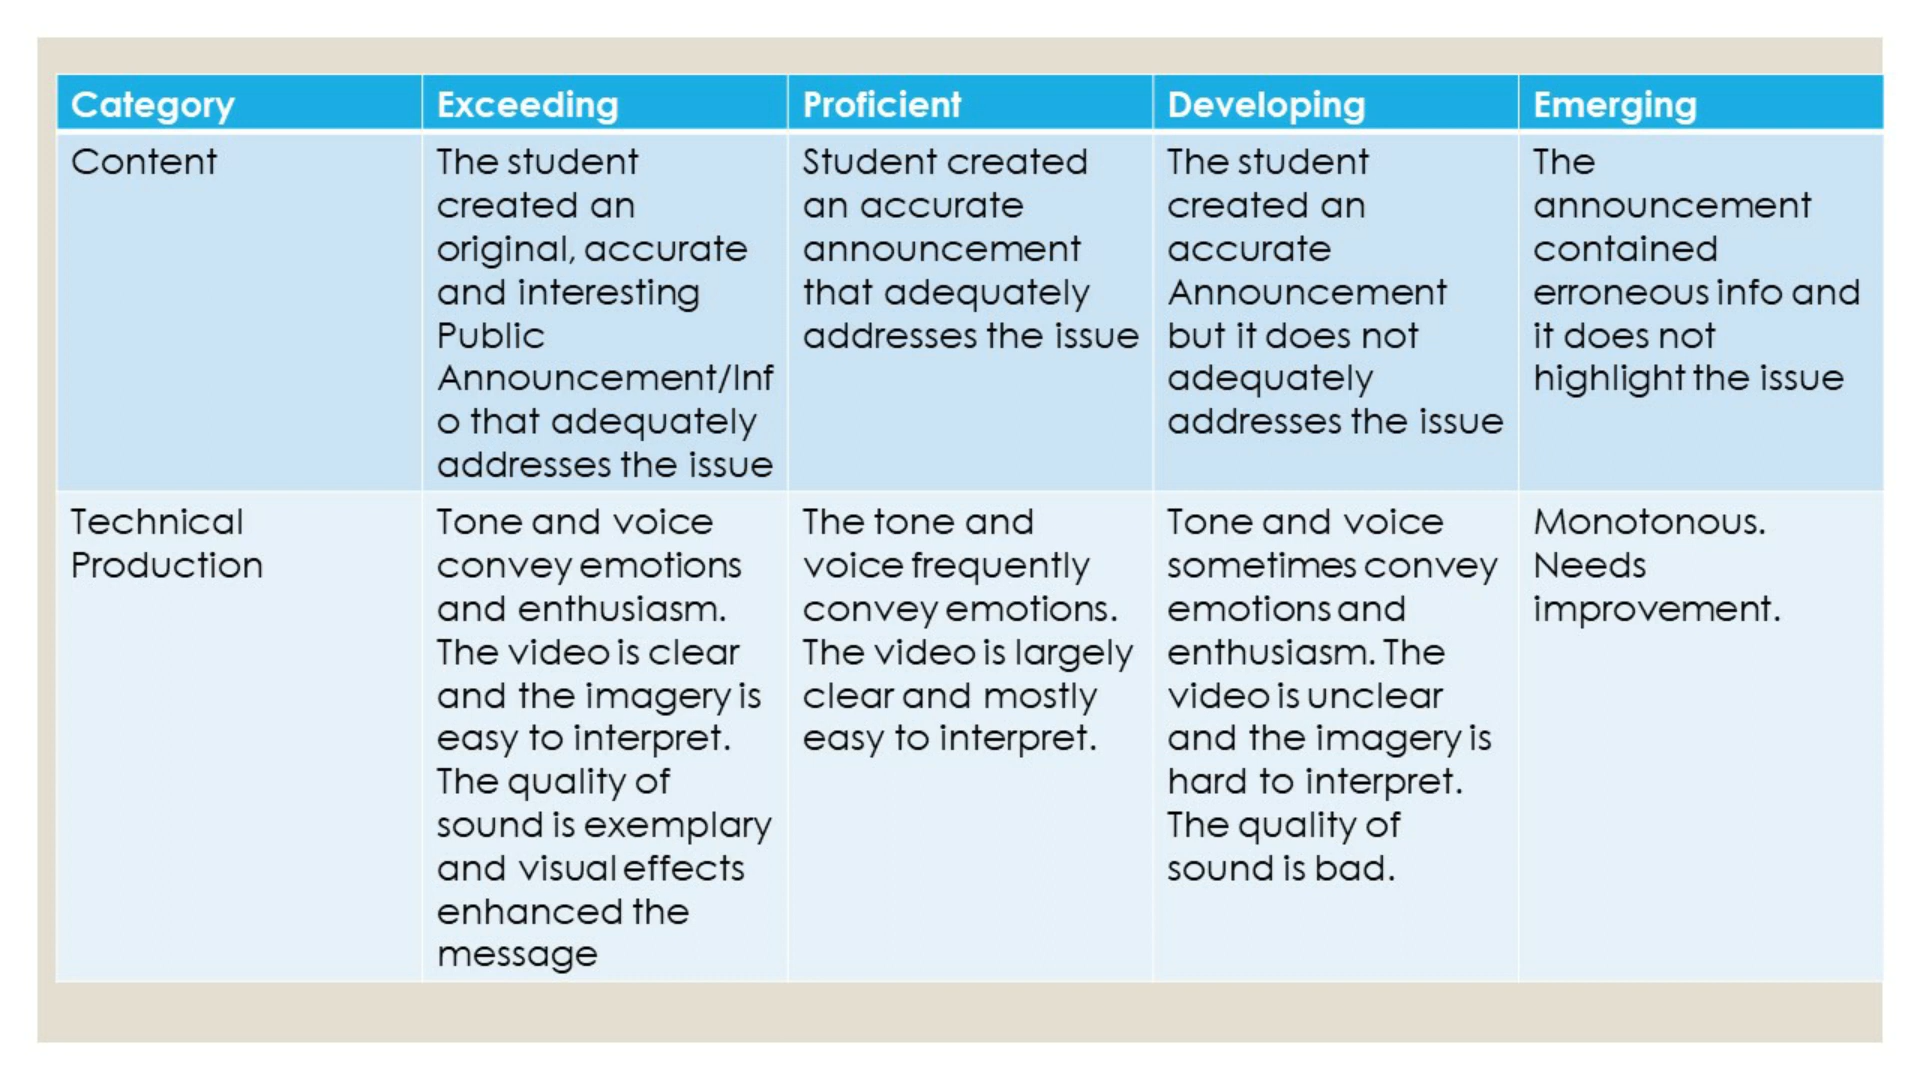 Category
Exceeding
Proficient
Developing
Emerging
Content
The student
created an
original, accurate
and interesting
Public
Announcement/Inf
o that adequately
addresses the issue
Student created
an accurate
announcement
that adequately
addresses the issue
The student
created an
accurate
Announcement
but it does not
adequately
addresses the issue
The
announcement
contained
erroneous info and
it does not
highlight the issue
Technical
Production
Tone and voice
convey emotions
and enthusiasm.
The video is clear
and the imagery is
easy to interpret.
The quality of
sound is exemplary
and visual effects
enhanced the
message
The tone and
voice frequently
convey emotions.
The video is largely
clear and mostly
easy to interpret.
Tone and voice
sometimes convey
emotions and
enthusiasm. The
video is unclear
and the imagery is
hard to interpret.
The quality of
sound is bad.
Monotonous.
Needs
improvement.